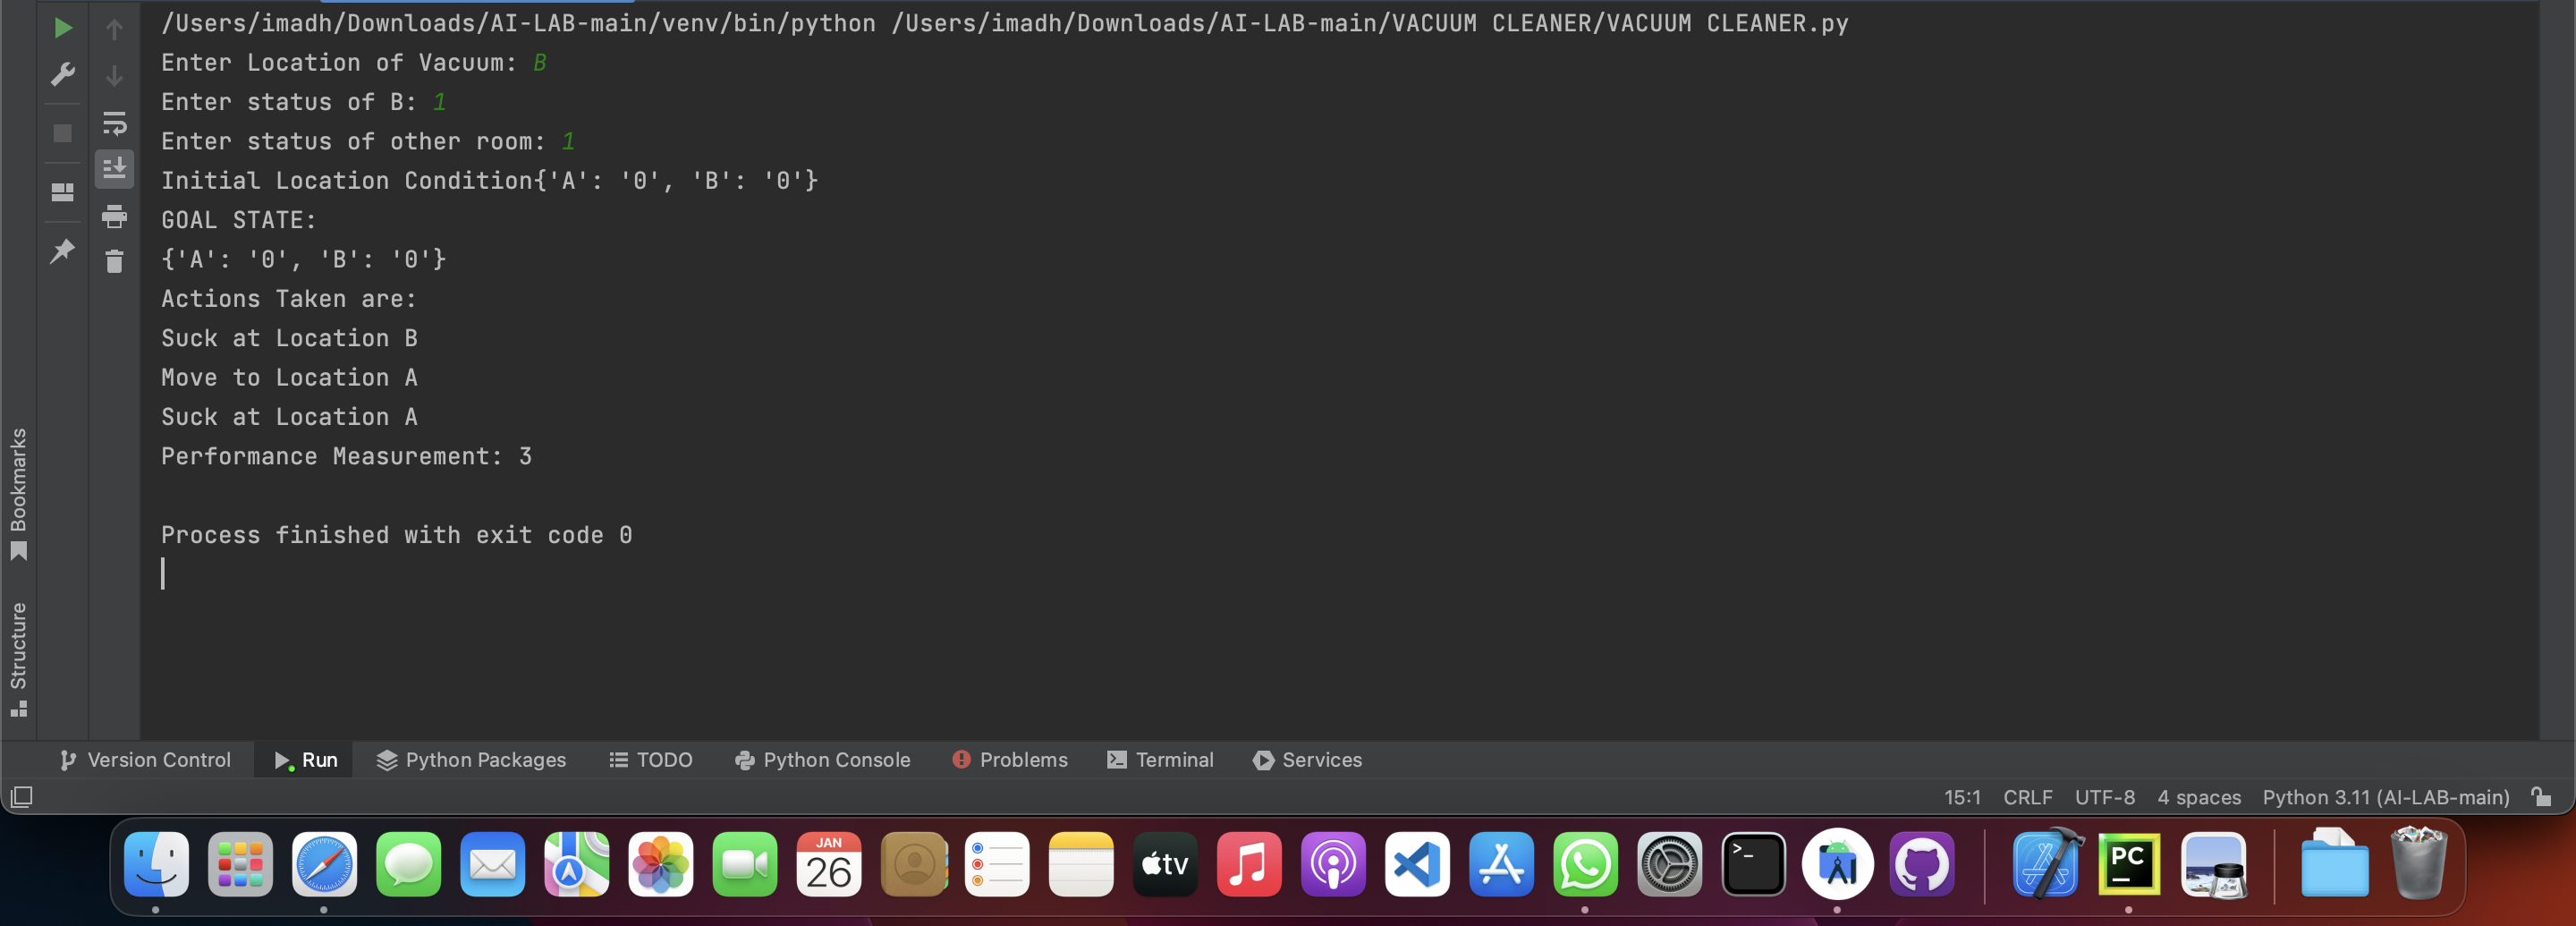 /Users/imadh/Downloads/AI-LAB-main/venv/bin/python /Users/imadh/Downloads/AI-LAB-main/VACUUM CLEANER/VACUUM CLEANER.py
Enter Location of Vacuum: B
Enter status of B: 1
Enter status of other room: 1
Initial Location Condition{'A': '0', 'B': '0'}
GOAL STATE:
{'A': '0', 'B': '0'}
Actions Taken are:
Suck at Location B
Move to Location A
Suck at Location A
Performance Measurement: 3
Process finished with exit code 0
Bookmarks
Structure
Version Control Run Python Packages TODO Python Console Problems Terminal Services
15:1 CRLF UTF-8 4 spaces Python 3.11 (AI-LAB-main)
JAN
26
tv
>_
PC